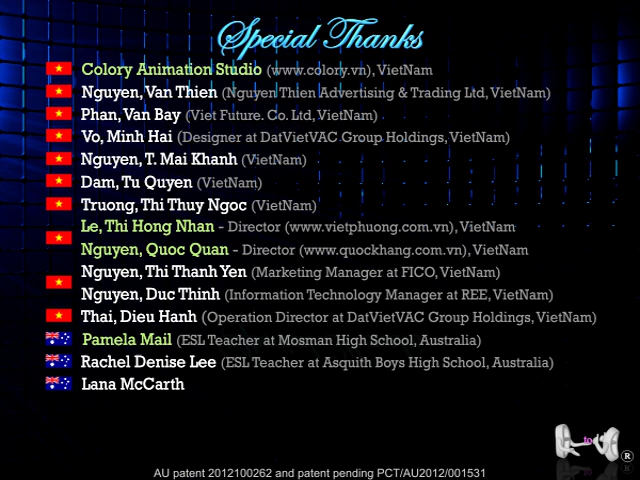 Special Thanks
Colory Animation Studio (www.colory.vn), VietNam
Nguyen, Van Thien (Nguyen Thien Advertising & Trading Ltd, VietNam)
Phan, Van Bay (Viet Future. Co. Ltd, VietNam)
Vo, Minh Hai (Designer at DatVietVAC Group Holdings, VietNam)
Nguyen, T. Mai Khanh (VietNam)
Dam, Tu Quyen (VietNam)
Truong, Thi Thuy Ngoc (VietNam)
Le, Thi Hong Nhan - Director (www.vietphuong.com.vn), VietNam
Nguyen, Quoc Quan - Director (www.quockhang.com.vn), VietNam
Nguyen, Thi Thanh Yen (Marketing Manager at FICO, VietNam)
Nguyen, Duc Thinh (Information Technology Manager at REE, VietNam)
Thai, Dieu Hanh (Operation Director at DatVietVAC Group Holdings, VietNam)
Pamela Mail (ESL Teacher at Mosman High School, Australia)
Rachel Denise Lee (ESL Teacher at Asquith Boys High School, Australia)
Lana McCarth
®
AU patent 2012100262 and patent pending PCT/AU2012/001531